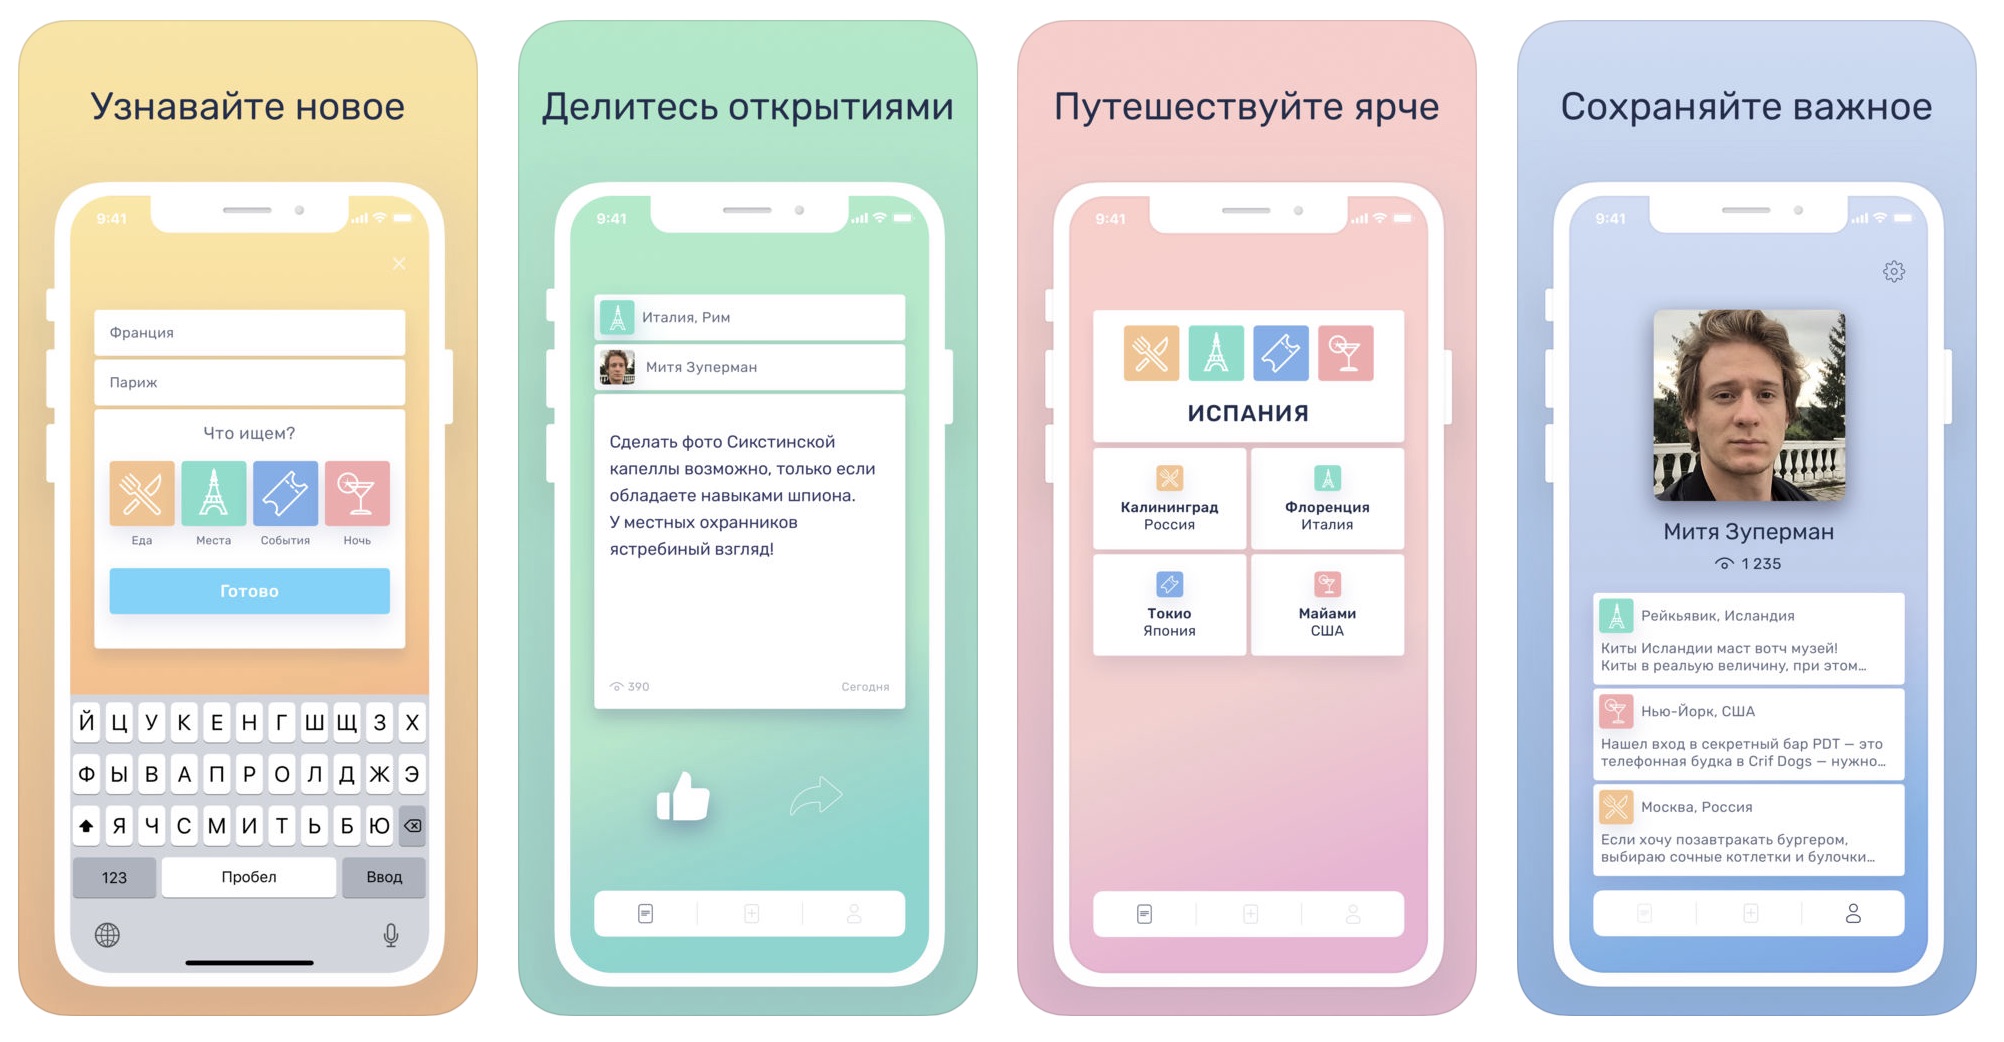 Узнавайте новое
9:41
Франция
Париж
Что ищем?
Еда
Места
События
Ночь
Готово
Й Ц У К Е Н Г Ш Щ З Х
Ф Ы В А П Р О Л Д Ж Э
Я Ч С М И Т Ь Б Ю
123
Пробел
Ввод
Делитесь открытиями
9:41
Италия, Рим
Митя Зуперман
Сделать фото Сикстинской
капеллы возможно, только если
обладаете навыками шпиона.
У местных охранников
ястребиный взгляд!
390
Сегодня
Путешествуйте ярче
9:41
ИСПАНИЯ
Калининград
Россия
Флоренция
Италия
Токио
Япония
Майами
США
Сохраняйте важное
9:41
Митя Зуперман
1 235
Рейкьявик, Исландия
Киты Исландии маст вотч музей!
Киты в реальую величину, при этом…
Нью-Йорк, США
Нашел вход в секретный бар PDT — это
телефонная будка в Crif Dogs — нужно…
Москва, Россия
Если хочу позавтракать бургером,
выбираю сочные котлетки и булочки…